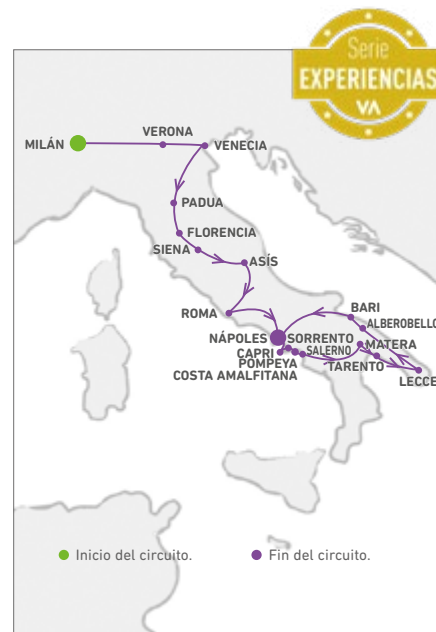 Serie
EXPERIENCIAS
VA
MILÁN
VERONA
VENECIA
PADUA
FLORENCIA
SIENA
ASÍS
ROMA
BARI
ALBEROBELLO
NÁPOLES
SORRENTO
MATERA
CAPRI
SALERNO
POMPEYA
TARENTO
COSTA AMALFITANA
LECCE
Inicio del circuito.
Fin del circuito.